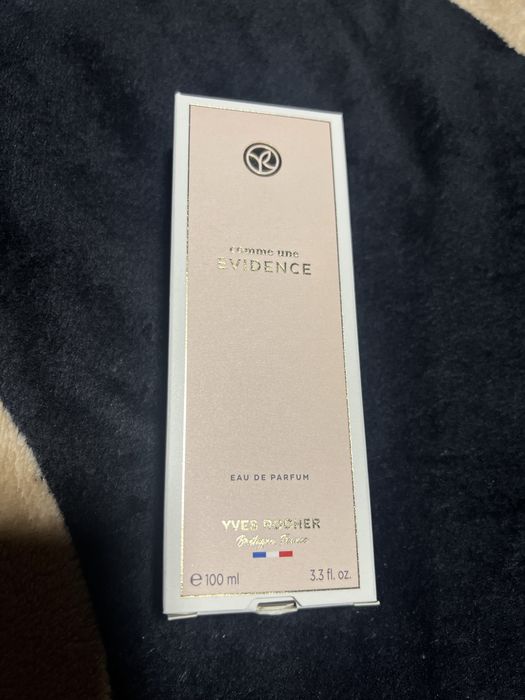 comme une
EVIDENCE
EAU DE PARFUM
YVES ROCHER
Bretagne France
e 100 ml 3.3 fl. oz.